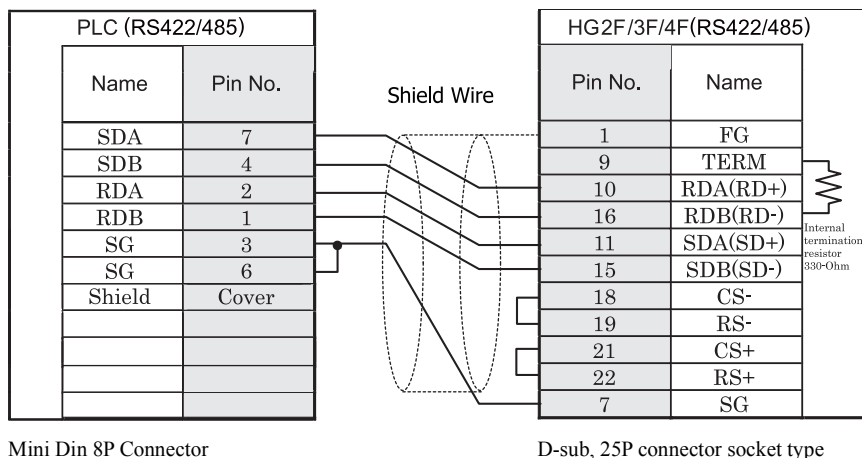 PLC (RS422/485)
Name Pin No.
SDA 7
SDB 4
RDA 2
RDB 1
SG 3
SG 6
Shield Cover
Mini Din 8P Connector
Shield Wire
HG2F/3F/4F(RS422/485)
Pin No. Name
1 FG
9 TERM
10 RDA(RD+)
16 RDB(RD-)
11 SDA(SD+)
15 SDB(SD-)
18 CS-
19 RS-
21 CS+
22 RS+
7 SG
Internal
termination
resistor
330-Ohm
D-sub, 25P connector socket type